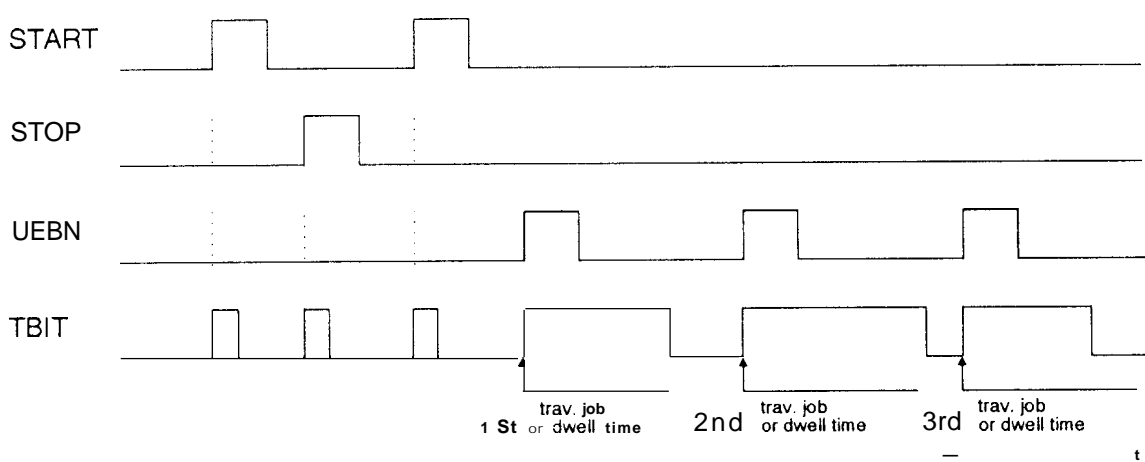 START
STOP
UEBN
TBIT
1 St trav. job
or dwell time
2nd trav. job
or dwell time
3rd trav. job
or dwell time
t